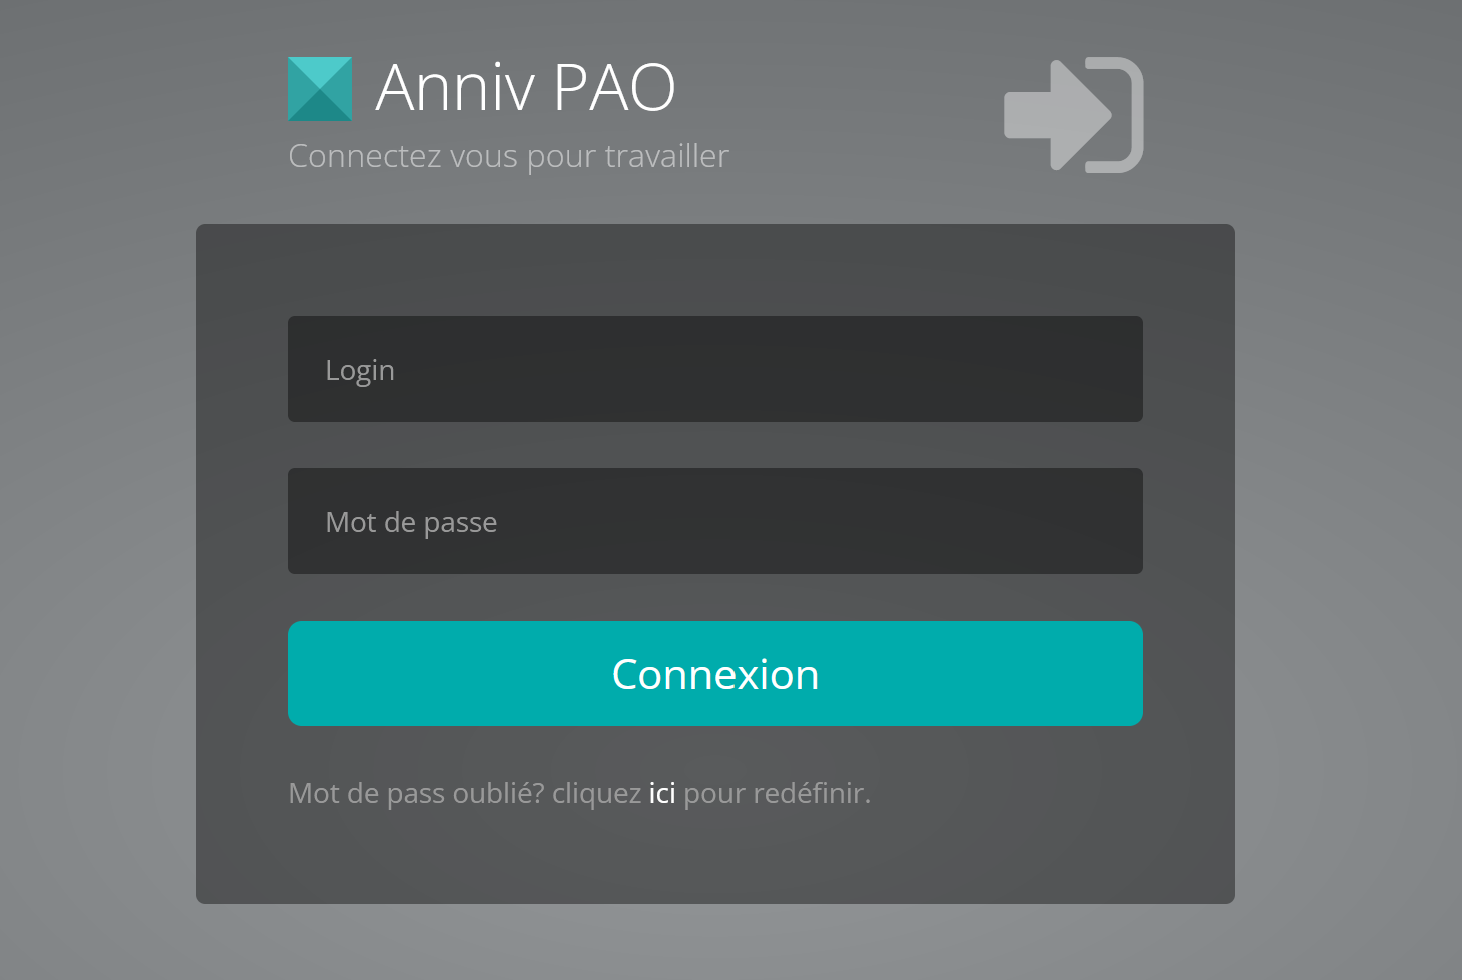 Anniv PAO
Connectez vous pour travailler
Login
Mot de passe
Connexion
Mot de pass oublié? cliquez ici pour redéfinir.